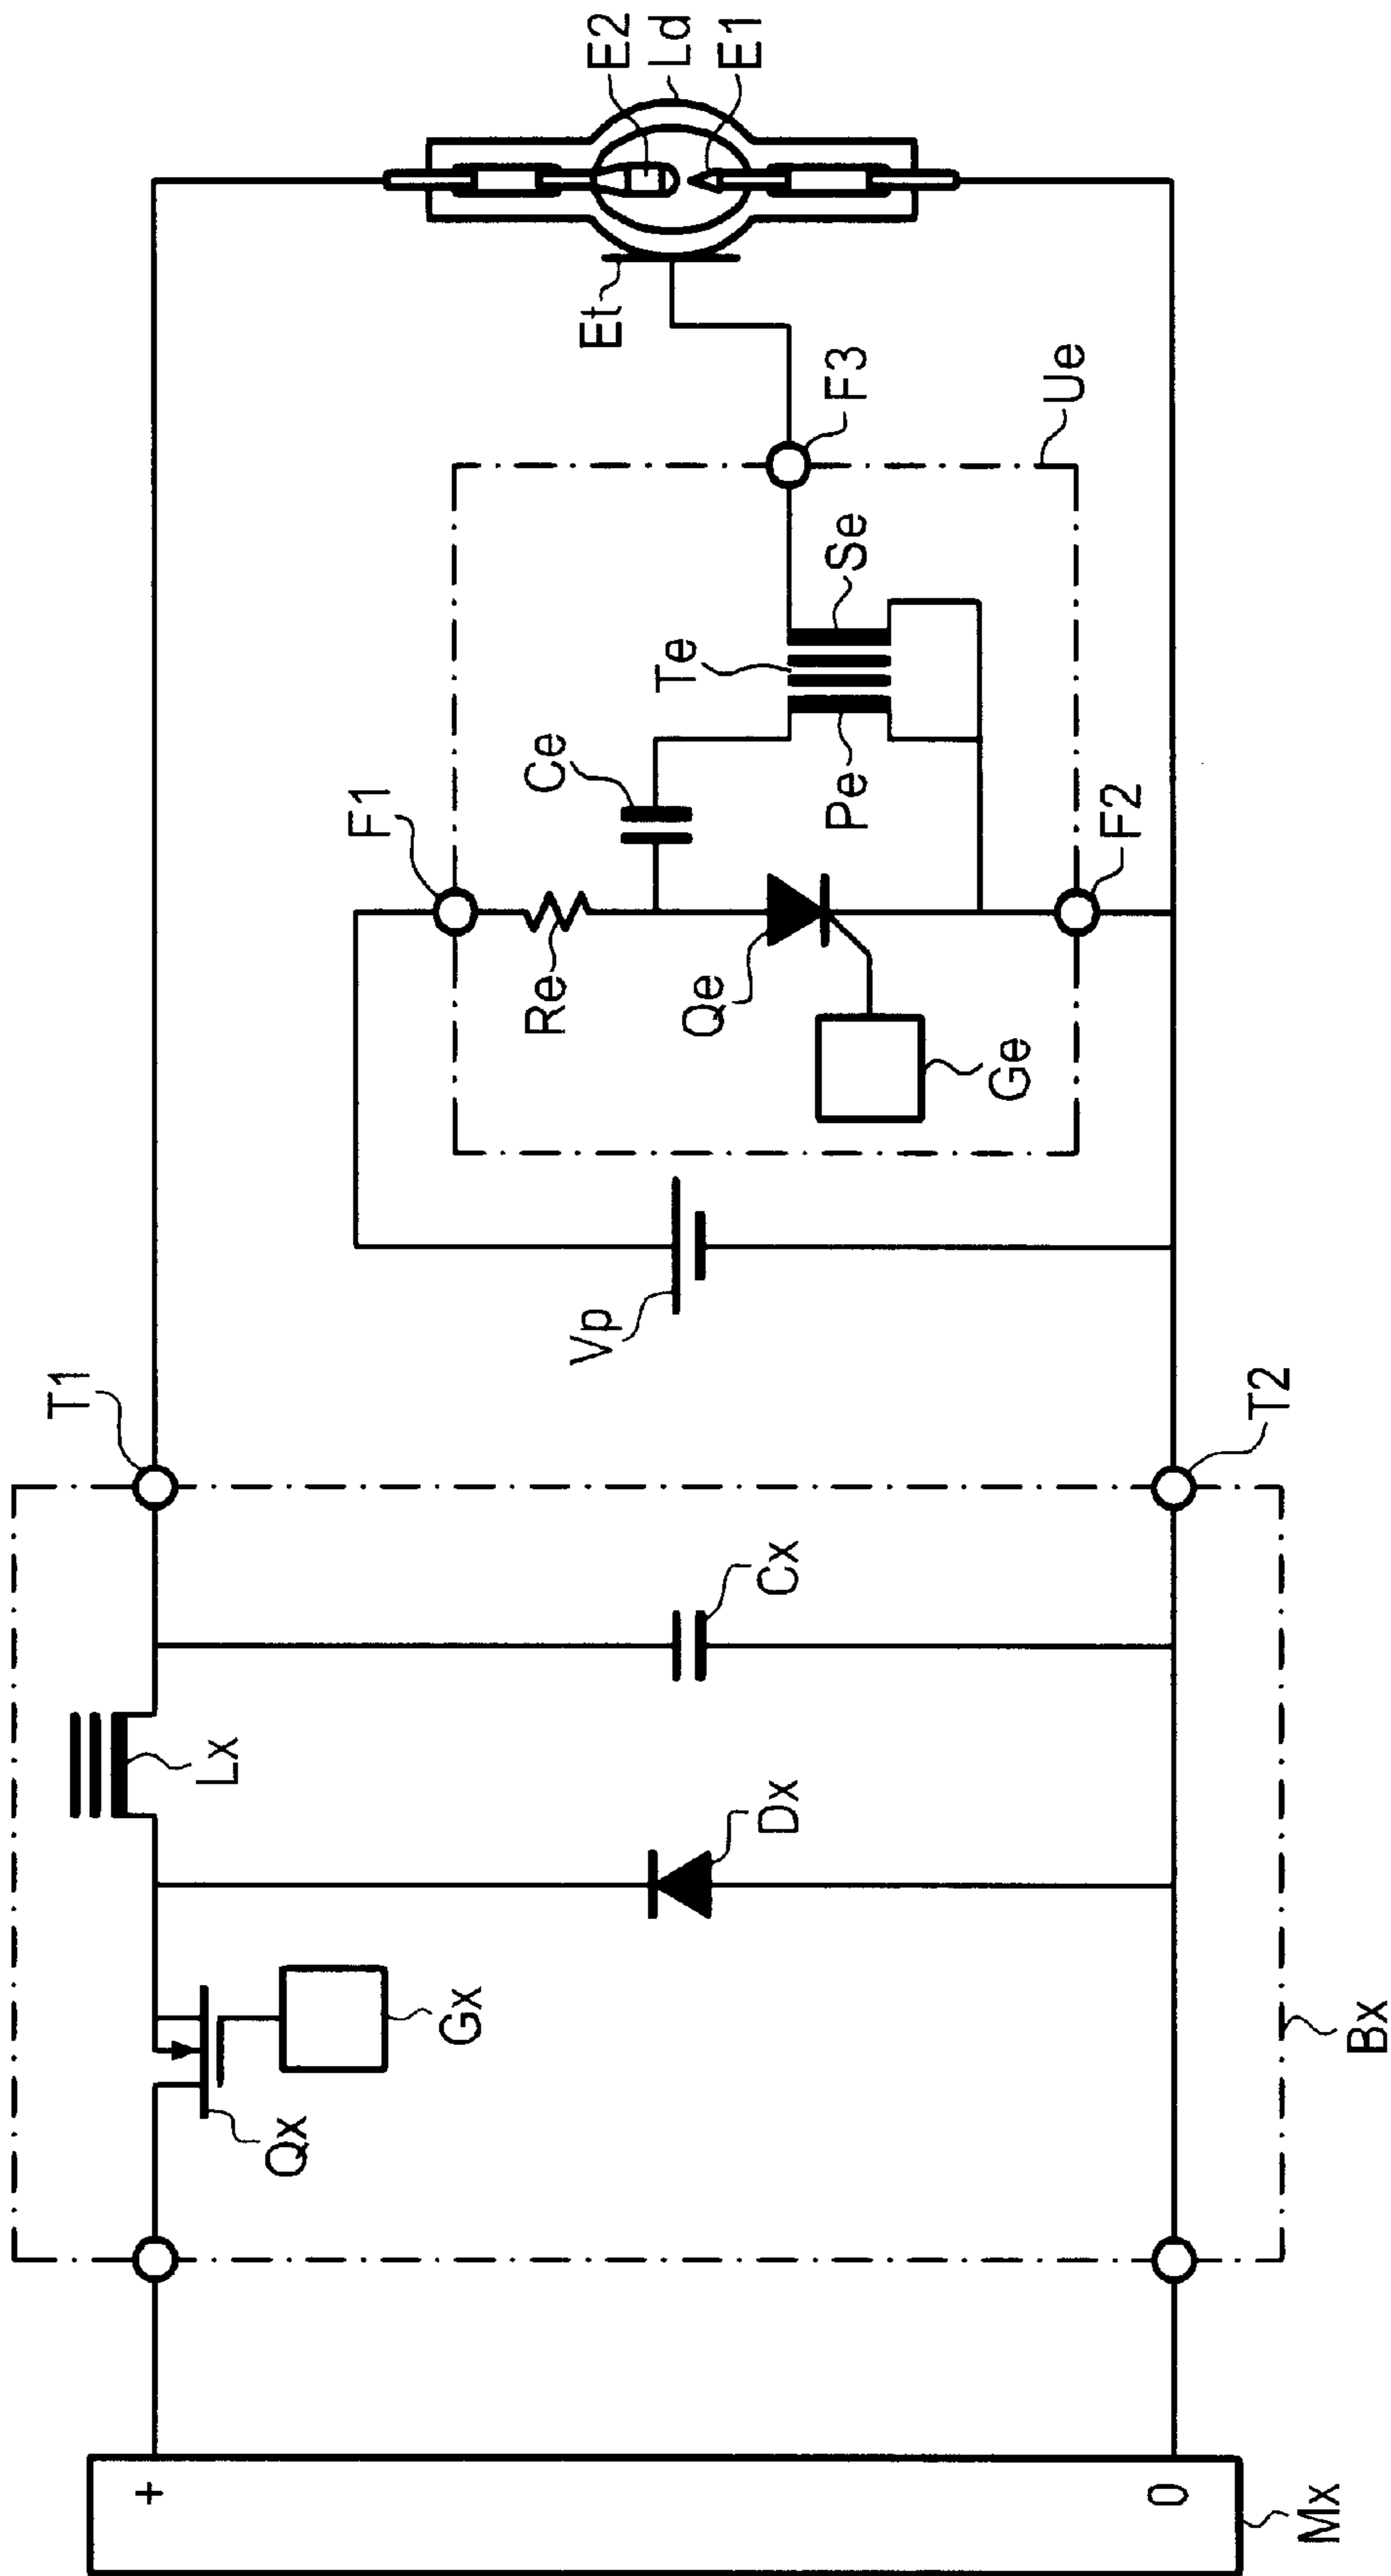 E2
Ld
E1
Et
F3
Ue
Se
Te
Ce
Pe
F1
F2
Re
Qe
Ge
Vp
T1
T2
Cx
Lx
Dx
Gx
Qx
Bx
+
0
Mx